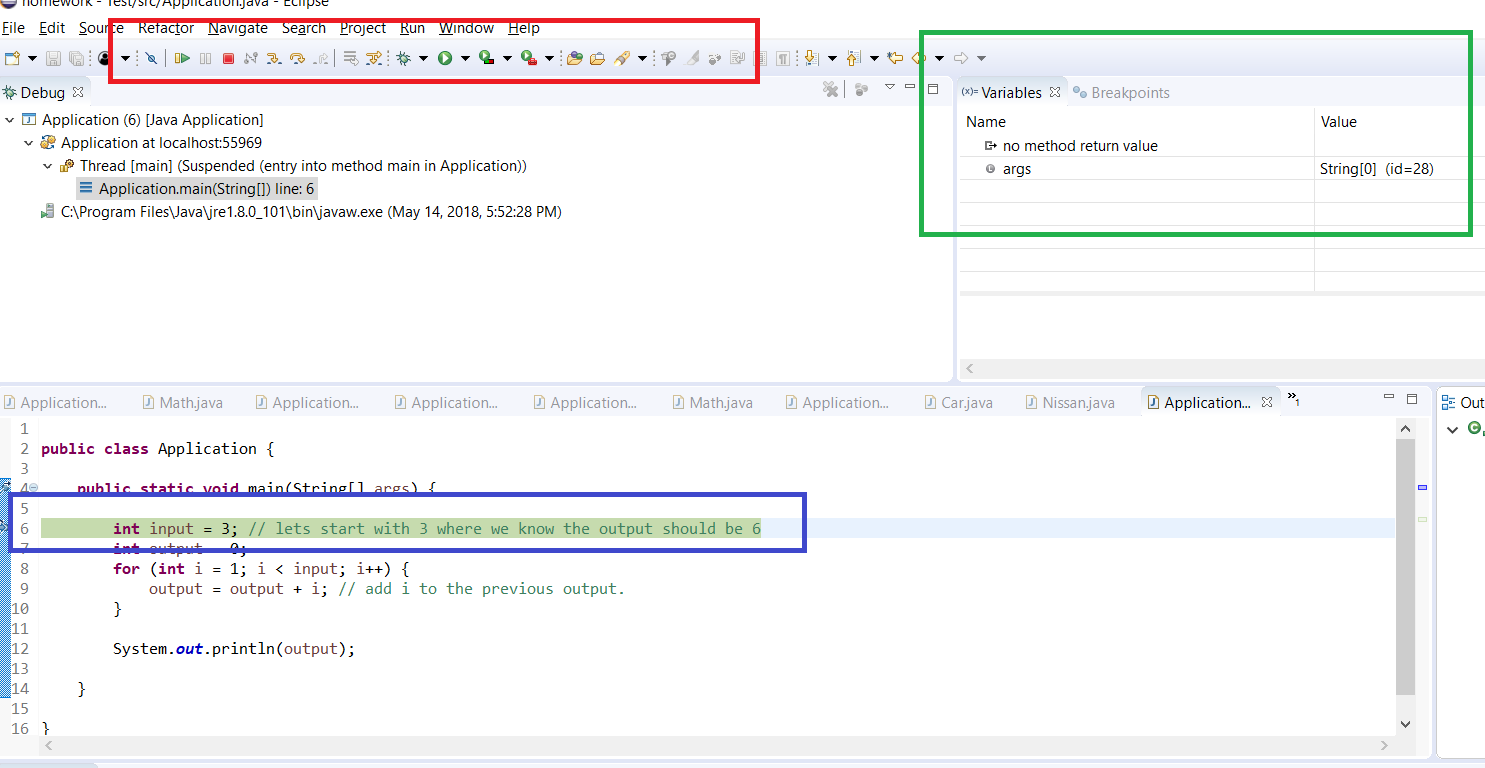 homework - Test/src/Application.java - Eclipse
File Edit Source Refactor Navigate Search Project Run Window Help
Debug
Application (6) [Java Application]
Application at localhost:55969
Thread [main] (Suspended (entry into method main in Application))
Application.main(String[]) line: 6
C:\Program Files\Java\jre1.8.0_101\bin\javaw.exe (May 14, 2018, 5:52:28 PM)
(x)= Variables Breakpoints
Name Value
no method return value
args String[0] (id=28)
Application... Math.java Application... Application... Application... Math.java Application... Car.java Nissan.java Application... »1 Out
1
2 public class Application {
3
4 public static void main(String[] args) {
5
6 int input = 3; // lets start with 3 where we know the output should be 6
7 int output = 0;
8 for (int i = 1; i < input; i++) {
9 output = output + i; // add i to the previous output.
10 }
11
12 System.out.println(output);
13
14 }
15
16 }